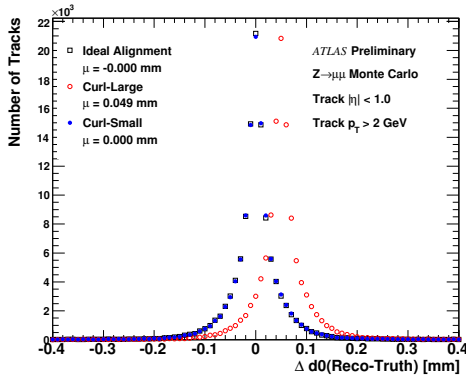 ×10³
Number of Tracks
22
20
18
16
14
12
10
8
6
4
2
0
Ideal Alignment
μ = -0.000 mm
Curl-Large
μ = 0.049 mm
Curl-Small
μ = 0.000 mm
ATLAS Preliminary
Z→μμ Monte Carlo
Track |η| < 1.0
Track p_T > 2 GeV
-0.4 -0.3 -0.2 -0.1 0 0.1 0.2 0.3 0.4
Δ d0(Reco-Truth) [mm]